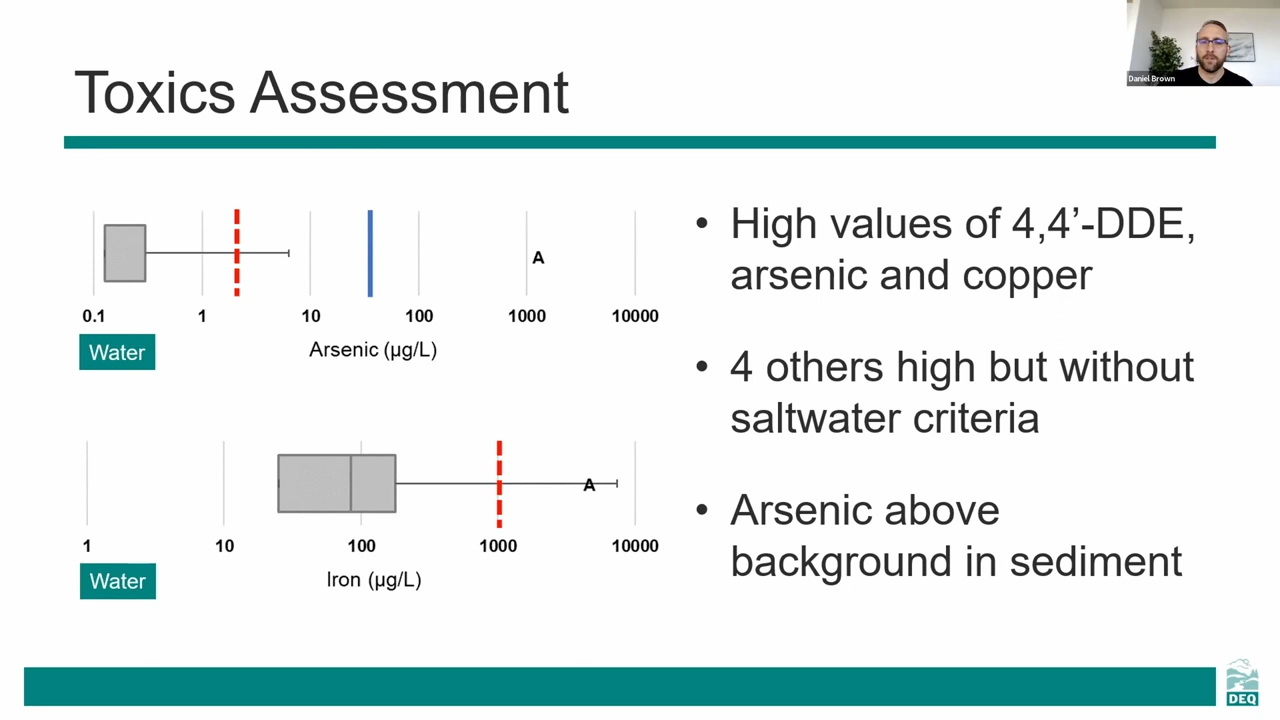 Daniel Brown
Toxics Assessment
A
0.1 1 10 100 1000 10000
Water
Arsenic (µg/L)
A
1 10 100 1000 10000
Water
Iron (µg/L)
• High values of 4,4’-DDE,
arsenic and copper
• 4 others high but without
saltwater criteria
• Arsenic above
background in sediment
DEQ